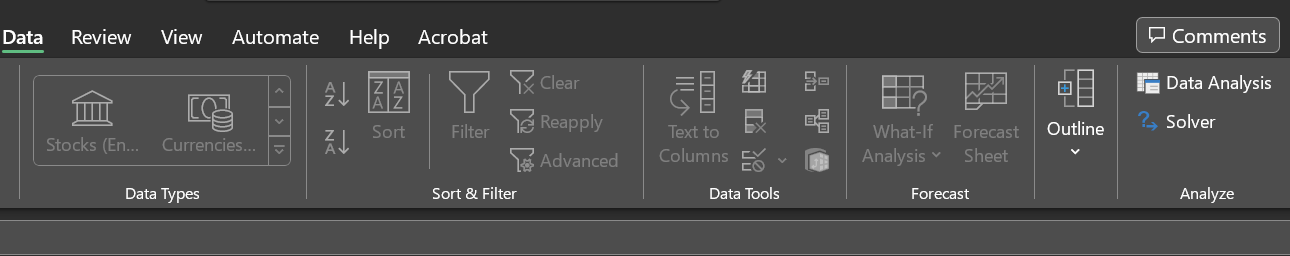 Data Review View Automate Help Acrobat Comments
Stocks (En... Currencies...
Data Types
Sort
Filter
Clear
Reapply
Advanced
Sort & Filter
Text to
Columns
Data Tools
What-If
Analysis
Forecast
Sheet
Forecast
Outline
Data Analysis
Solver
Analyze